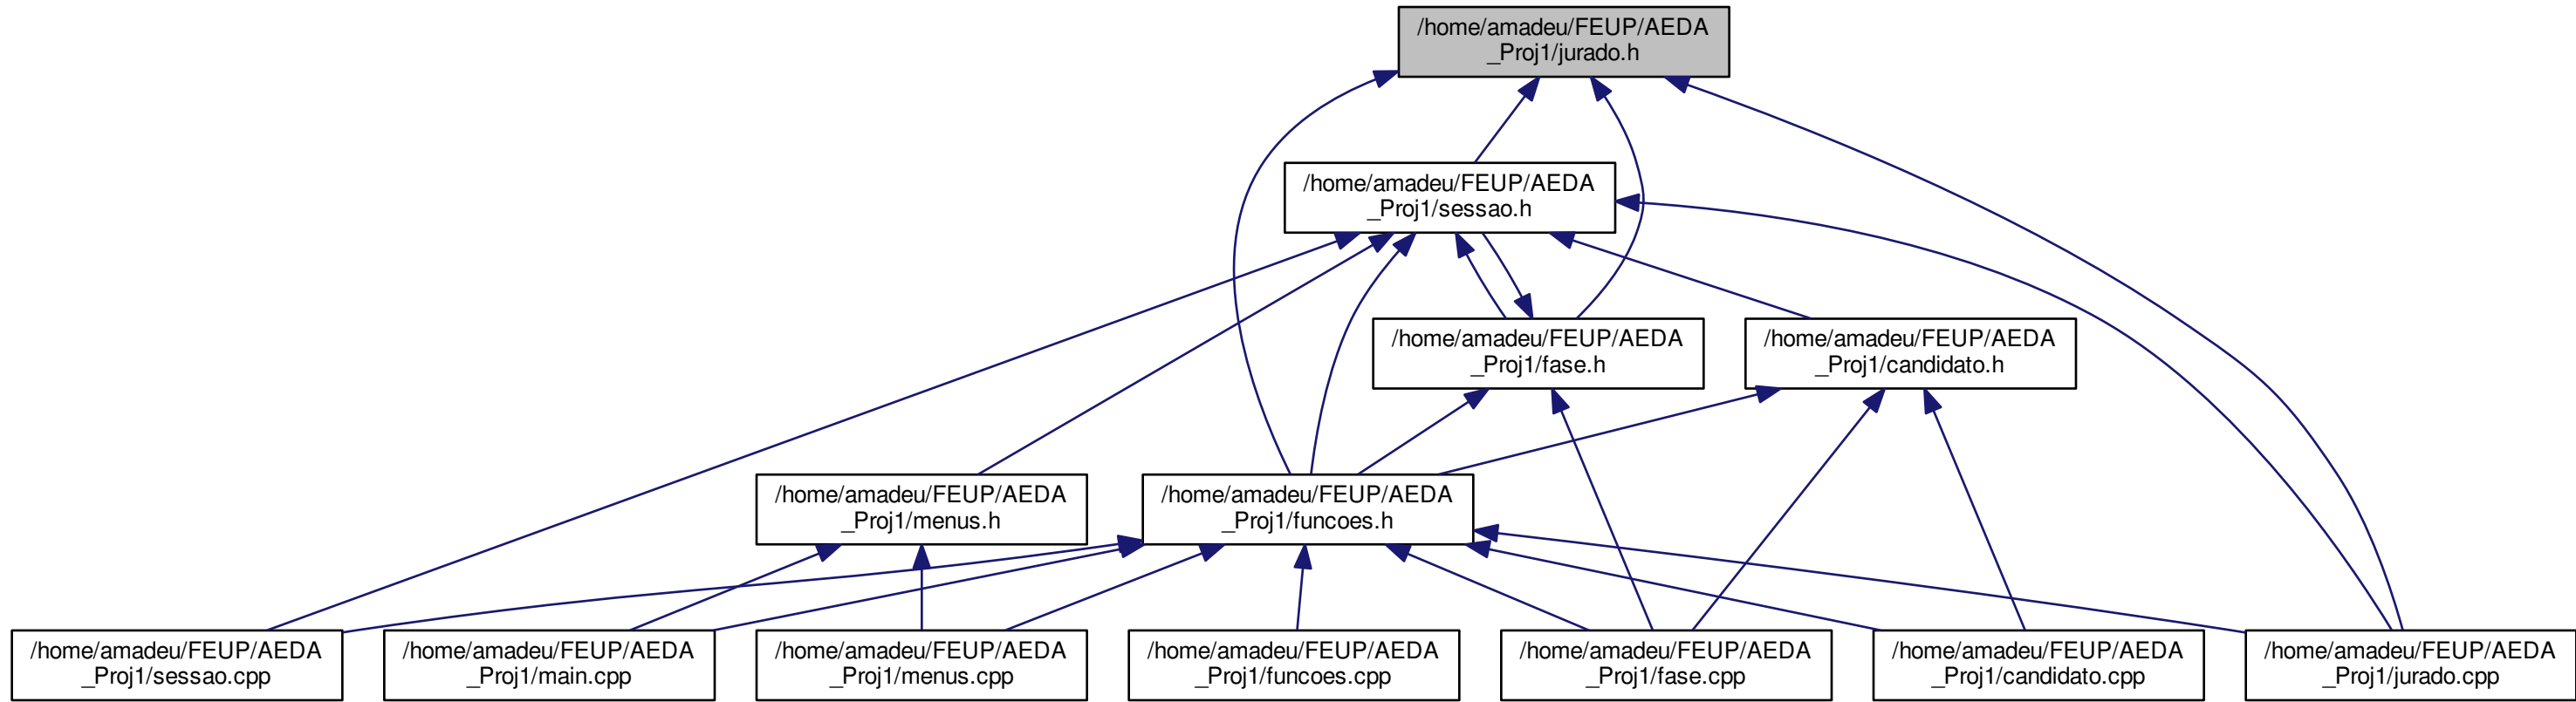 /home/amadeu/FEUP/AEDA
_Proj1/jurado.h
/home/amadeu/FEUP/AEDA
_Proj1/sessao.h
/home/amadeu/FEUP/AEDA
_Proj1/fase.h
/home/amadeu/FEUP/AEDA
_Proj1/candidato.h
/home/amadeu/FEUP/AEDA
_Proj1/menus.h
/home/amadeu/FEUP/AEDA
_Proj1/funcoes.h
/home/amadeu/FEUP/AEDA
_Proj1/sessao.cpp
/home/amadeu/FEUP/AEDA
_Proj1/main.cpp
/home/amadeu/FEUP/AEDA
_Proj1/menus.cpp
/home/amadeu/FEUP/AEDA
_Proj1/funcoes.cpp
/home/amadeu/FEUP/AEDA
_Proj1/fase.cpp
/home/amadeu/FEUP/AEDA
_Proj1/candidato.cpp
/home/amadeu/FEUP/AEDA
_Proj1/jurado.cpp